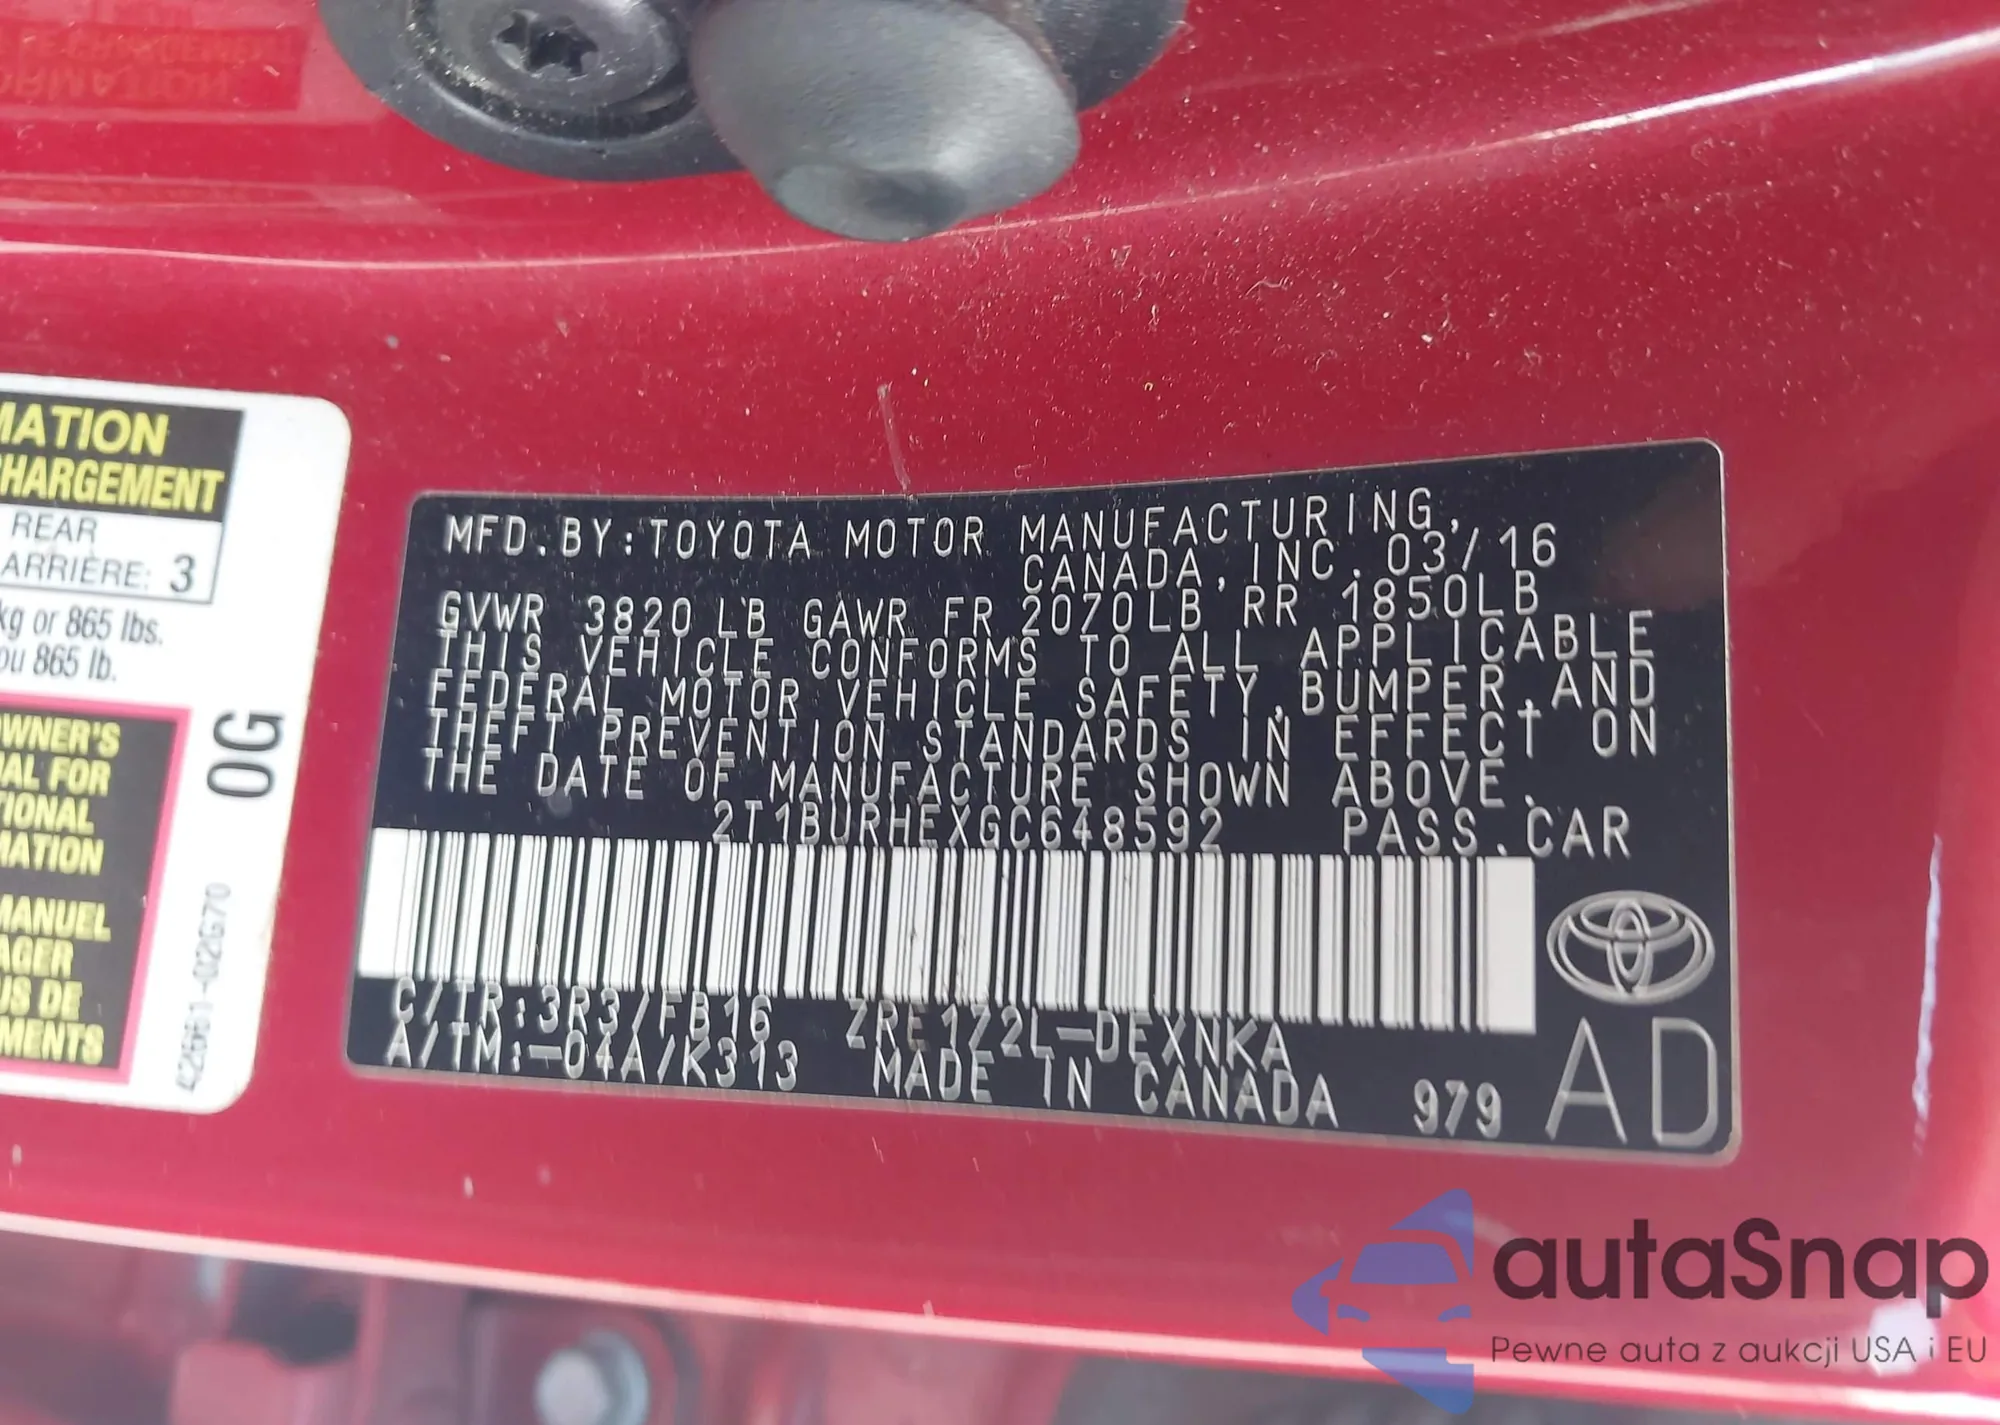 MATION
CHARGEMENT
REAR
ARRIÈRE: 3
kg or 865 lbs.
ou 865 lb.
OWNER'S
AL FOR
TIONAL
MATION
MANUEL
AGER
US DE
MENTS
0G
42661-02G70
MFD.BY:TOYOTA MOTOR MANUFACTURING,
CANADA,INC. 03/16
GVWR 3820 LB GAWR FR 2070LB RR 1850LB
THIS VEHICLE CONFORMS TO ALL APPLICABLE
FEDERAL MOTOR VEHICLE SAFETY,BUMPER,AND
THEFT PREVENTION STANDARDS IN EFFECT ON
THE DATE OF MANUFACTURE SHOWN ABOVE.
2T1BURHEXGC648592 PASS.CAR
C/TR:3R3/FB16 ZRE172L-DEXNKA
A/TM:-04A/K313 MADE IN CANADA 979
AD
autaSnap
Pewne auta z aukcji USA i EU